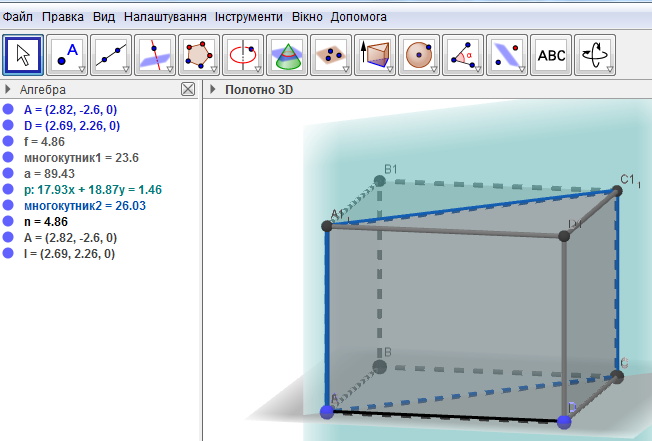 Файл Правка Вид Налаштування Інструменти Вікно Допомога
A
ABC
α
Алгебра
Полотно 3D
A = (2.82, -2.6, 0)
D = (2.69, 2.26, 0)
f = 4.86
многокутник1 = 23.6
a = 89.43
p: 17.93x + 18.87y = 1.46
многокутник2 = 26.03
n = 4.86
A = (2.82, -2.6, 0)
I = (2.69, 2.26, 0)
B1
C1₁
D1
B